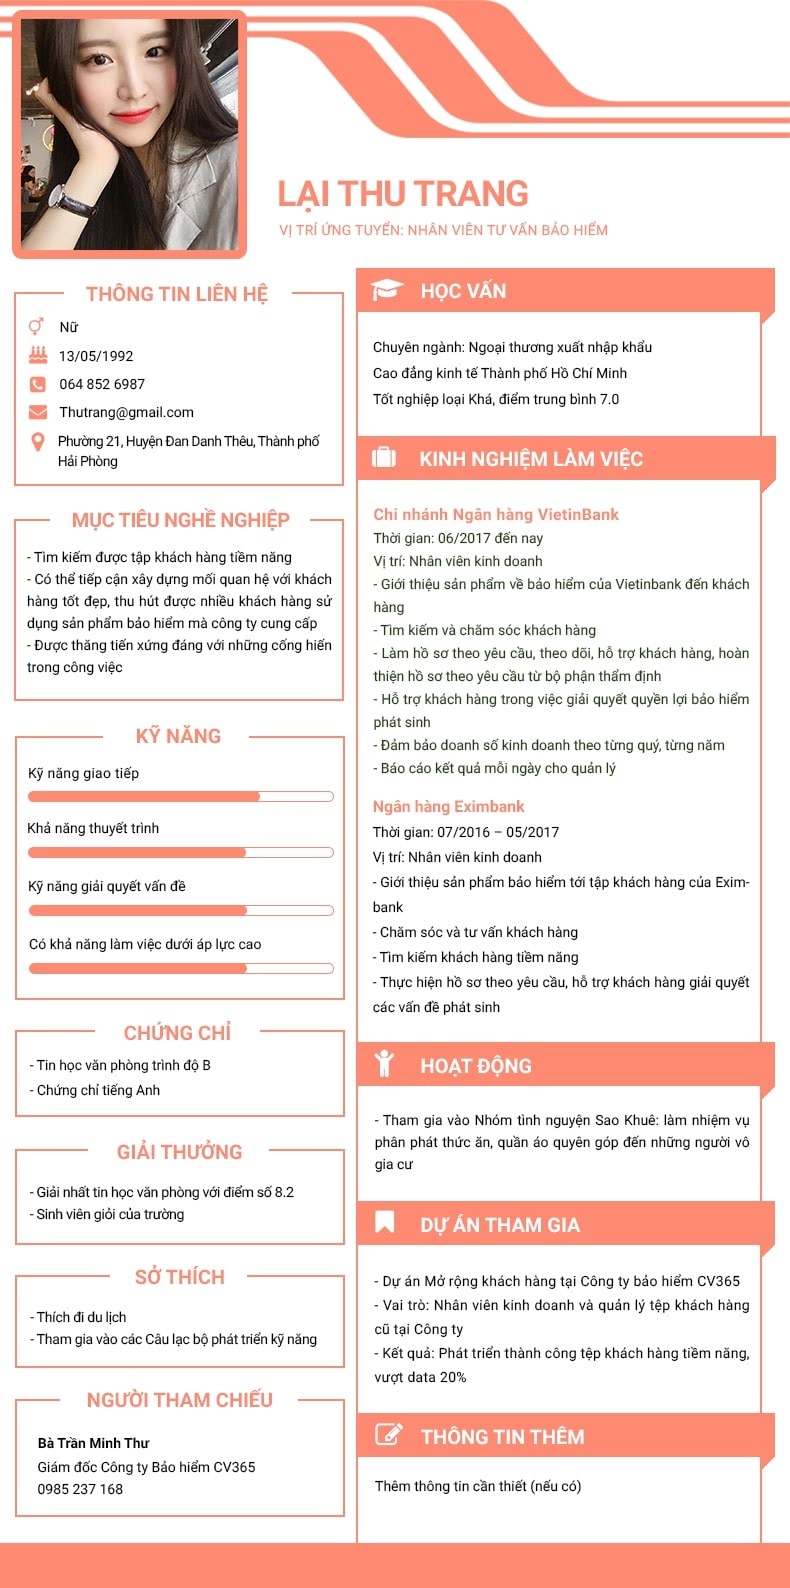 LẠI THU TRANG
VỊ TRÍ ỨNG TUYỂN: NHÂN VIÊN TƯ VẤN BẢO HIỂM
THÔNG TIN LIÊN HỆ
Nữ
13/05/1992
064 852 6987
Thutrang@gmail.com
Phường 21, Huyện Đan Danh Thêu, Thành phố
Hải Phòng
MỤC TIÊU NGHỀ NGHIỆP
- Tìm kiếm được tập khách hàng tiềm năng
- Có thể tiếp cận xây dựng mối quan hệ với khách
hàng tốt đẹp, thu hút được nhiều khách hàng sử
dụng sản phẩm bảo hiểm mà công ty cung cấp
- Được thăng tiến xứng đáng với những cống hiến
trong công việc
KỸ NĂNG
Kỹ năng giao tiếp
Khả năng thuyết trình
Kỹ năng giải quyết vấn đề
Có khả năng làm việc dưới áp lực cao
CHỨNG CHỈ
- Tin học văn phòng trình độ B
- Chứng chỉ tiếng Anh
GIẢI THƯỞNG
- Giải nhất tin học văn phòng với điểm số 8.2
- Sinh viên giỏi của trường
SỞ THÍCH
- Thích đi du lịch
- Tham gia vào các Câu lạc bộ phát triển kỹ năng
NGƯỜI THAM CHIẾU
Bà Trần Minh Thư
Giám đốc Công ty Bảo hiểm CV365
0985 237 168
HỌC VẤN
Chuyên ngành: Ngoại thương xuất nhập khẩu
Cao đẳng kinh tế Thành phố Hồ Chí Minh
Tốt nghiệp loại Khá, điểm trung bình 7.0
KINH NGHIỆM LÀM VIỆC
Chi nhánh Ngân hàng VietinBank
Thời gian: 06/2017 đến nay
Vị trí: Nhân viên kinh doanh
- Giới thiệu sản phẩm về bảo hiểm của Vietinbank đến khách
hàng
- Tìm kiếm và chăm sóc khách hàng
- Làm hồ sơ theo yêu cầu, theo dõi, hỗ trợ khách hàng, hoàn
thiện hồ sơ theo yêu cầu từ bộ phận thẩm định
- Hỗ trợ khách hàng trong việc giải quyết quyền lợi bảo hiểm
phát sinh
- Đảm bảo doanh số kinh doanh theo từng quý, từng năm
- Báo cáo kết quả mỗi ngày cho quản lý
Ngân hàng Eximbank
Thời gian: 07/2016 – 05/2017
Vị trí: Nhân viên kinh doanh
- Giới thiệu sản phẩm bảo hiểm tới tập khách hàng của Exim-
bank
- Chăm sóc và tư vấn khách hàng
- Tìm kiếm khách hàng tiềm năng
- Thực hiện hồ sơ theo yêu cầu, hỗ trợ khách hàng giải quyết
các vấn đề phát sinh
HOẠT ĐỘNG
- Tham gia vào Nhóm tình nguyện Sao Khuê: làm nhiệm vụ
phân phát thức ăn, quần áo quyên góp đến những người vô
gia cư
DỰ ÁN THAM GIA
- Dự án Mở rộng khách hàng tại Công ty bảo hiểm CV365
- Vai trò: Nhân viên kinh doanh và quản lý tệp khách hàng
cũ tại Công ty
- Kết quả: Phát triển thành công tệp khách hàng tiềm năng,
vượt data 20%
THÔNG TIN THÊM
Thêm thông tin cần thiết (nếu có)